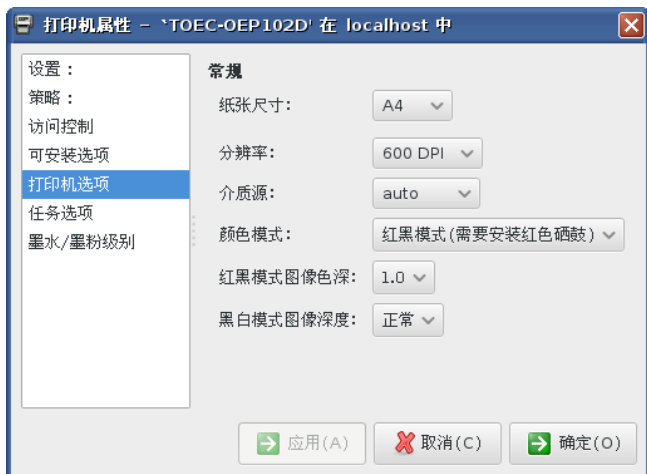 打印机属性 - `TOEC-OEP102D' 在 localhost 中
设置：
策略：
访问控制
可安装选项
打印机选项
任务选项
墨水/墨粉级别
常规
纸张尺寸: A4
分辨率: 600 DPI
介质源: auto
颜色模式: 红黑模式(需要安装红色硒鼓)
红黑模式图像色深: 1.0
黑白模式图像深度: 正常
应用(A) 取消(C) 确定(O)